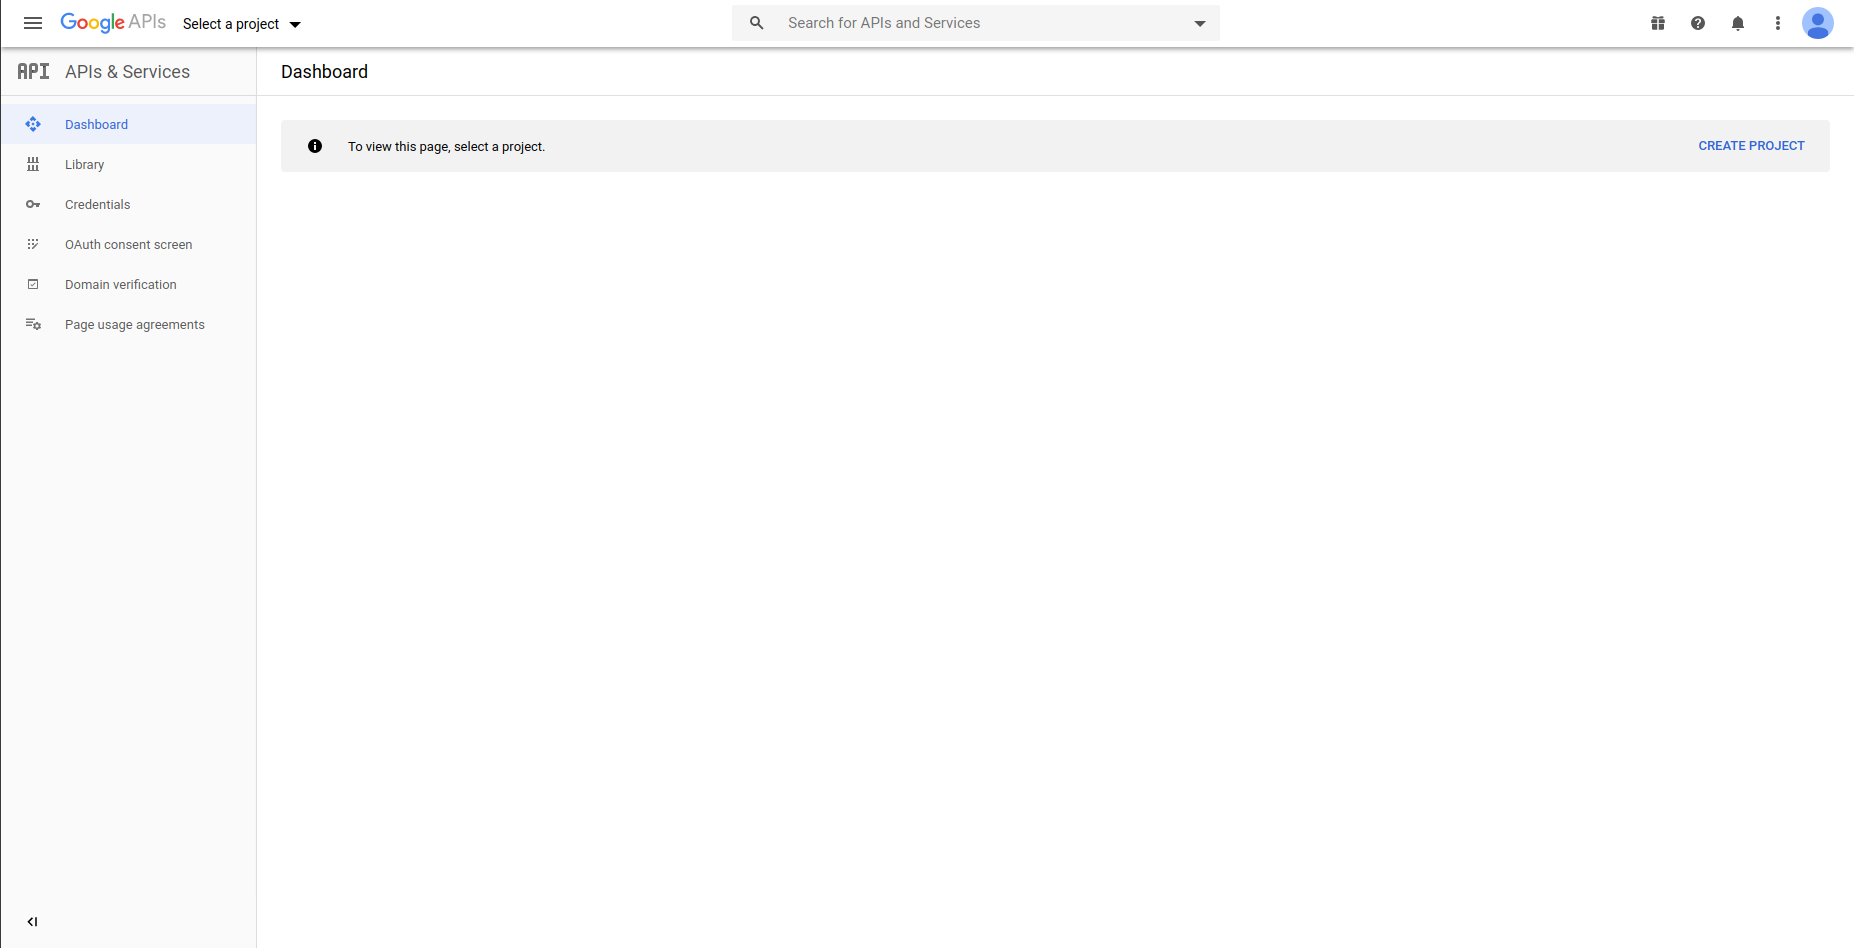 Google APIs Select a project Search for APIs and Services
API APIs & Services
Dashboard
Dashboard
Library
Credentials
OAuth consent screen
Domain verification
Page usage agreements
To view this page, select a project. CREATE PROJECT